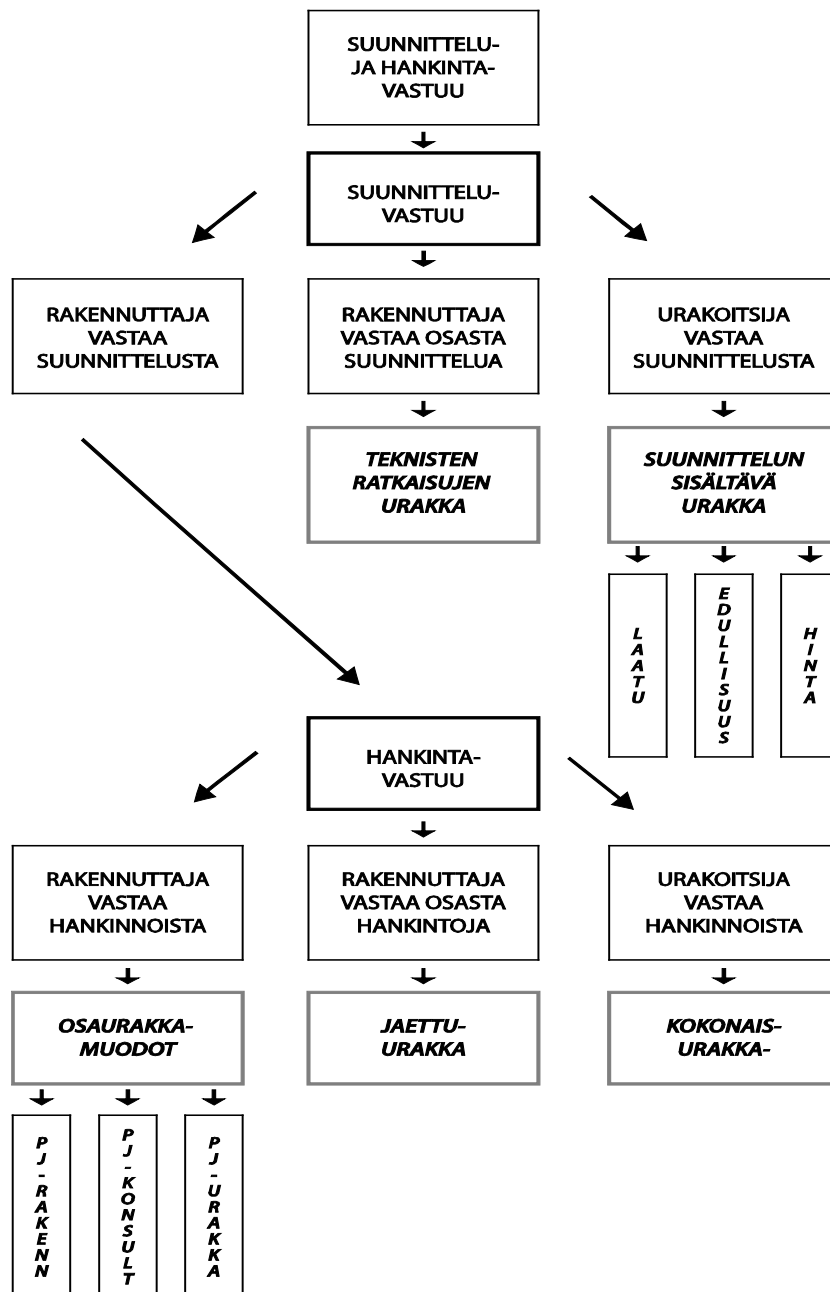 SUUNNITTELU-
JA HANKINTA-
VASTUU
SUUNNITTELU-
VASTUU
RAKENNUTTAJA
VASTAA
SUUNNITTELUSTA
RAKENNUTTAJA
VASTAA OSASTA
SUUNNITTELUA
URAKOITSIJA
VASTAA
SUUNNITTELUSTA
TEKNISTEN
RATKAISUJEN
URAKKA
SUUNNITTELUN
SISÄLTÄVÄ
URAKKA
LAATU
EDULLISUUS
HINTA
HANKINTA-
VASTUU
RAKENNUTTAJA
VASTAA
HANKINNOISTA
RAKENNUTTAJA
VASTAA OSASTA
HANKINTOJA
URAKOITSIJA
VASTAA
HANKINNOISTA
OSAURAKKA-
MUODOT
JAETTU-
URAKKA
KOKONAIS-
URAKKA-
PJ-RAKENN
PJ-KONSULT
PJ-URAKKA